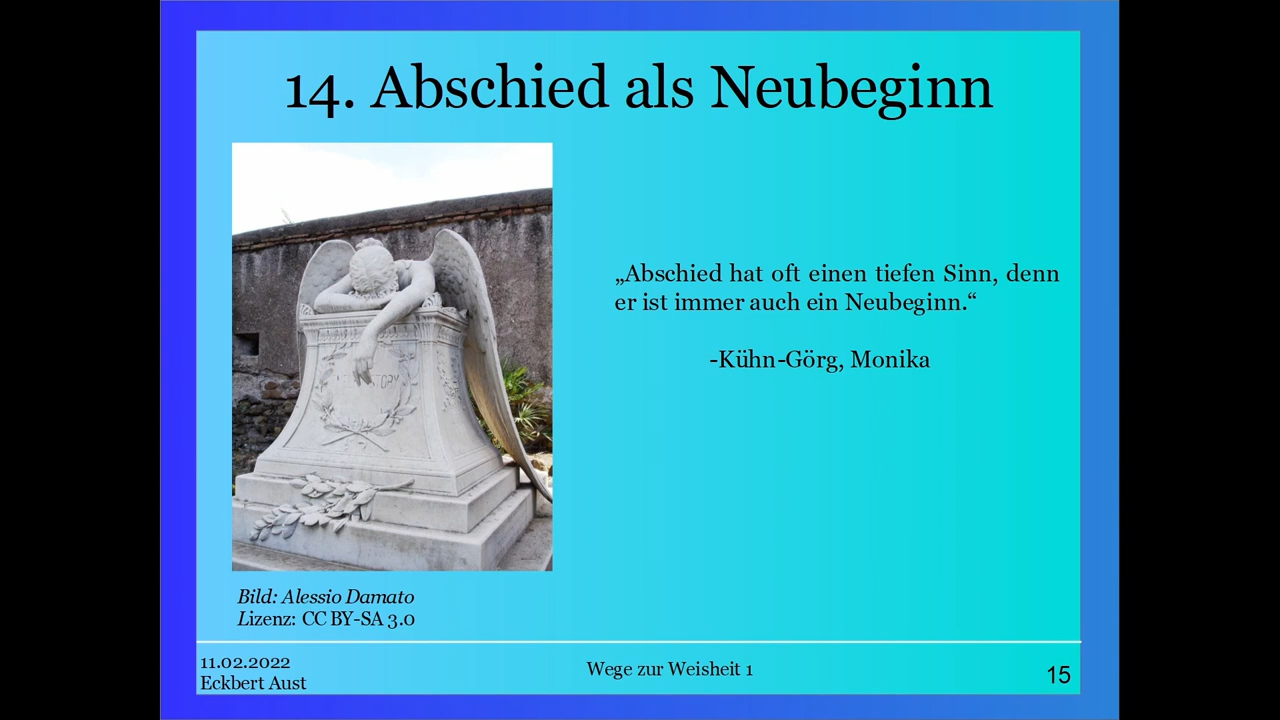 14. Abschied als Neubeginn
„Abschied hat oft einen tiefen Sinn, denn
er ist immer auch ein Neubeginn.“
-Kühn-Görg, Monika
Bild: Alessio Damato
Lizenz: CC BY-SA 3.0
11.02.2022
Eckbert Aust
Wege zur Weisheit 1
15